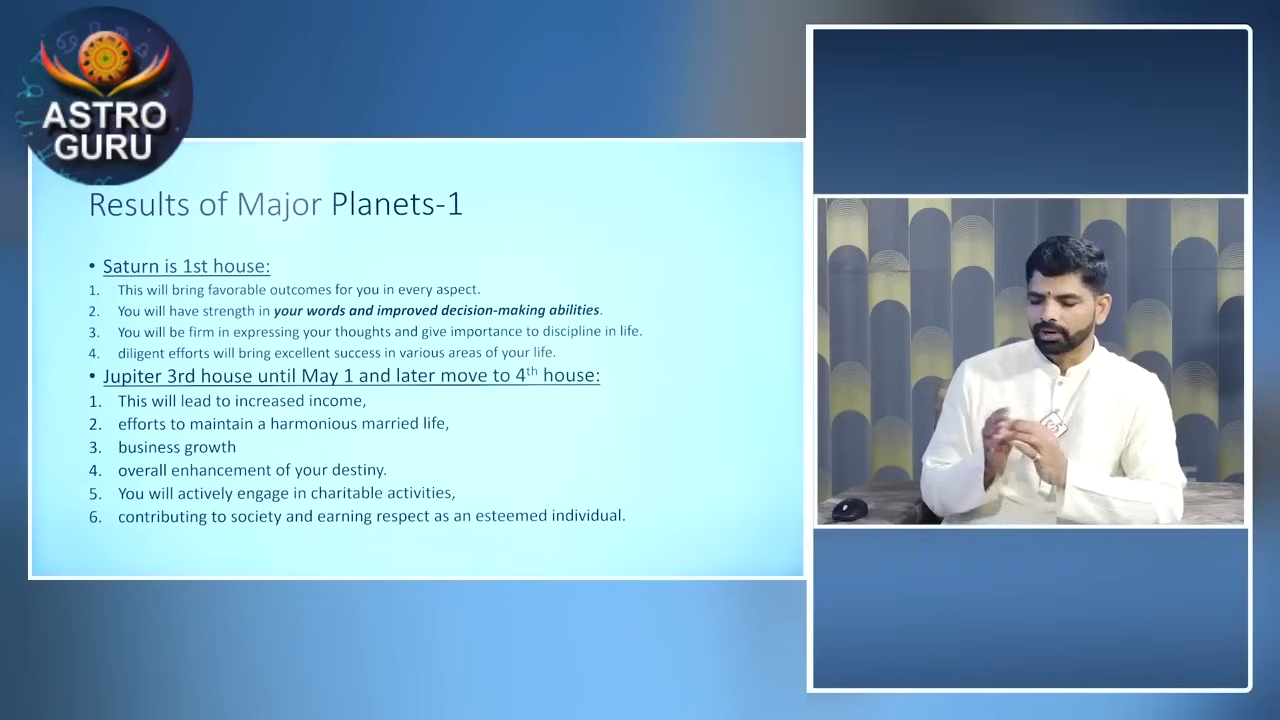 ASTRO
GURU
Results of Major Planets-1
• Saturn is 1st house:
1. This will bring favorable outcomes for you in every aspect.
2. You will have strength in your words and improved decision-making abilities.
3. You will be firm in expressing your thoughts and give importance to discipline in life.
4. diligent efforts will bring excellent success in various areas of your life.
• Jupiter 3rd house until May 1 and later move to 4th house:
1. This will lead to increased income,
2. efforts to maintain a harmonious married life,
3. business growth
4. overall enhancement of your destiny.
5. You will actively engage in charitable activities,
6. contributing to society and earning respect as an esteemed individual.